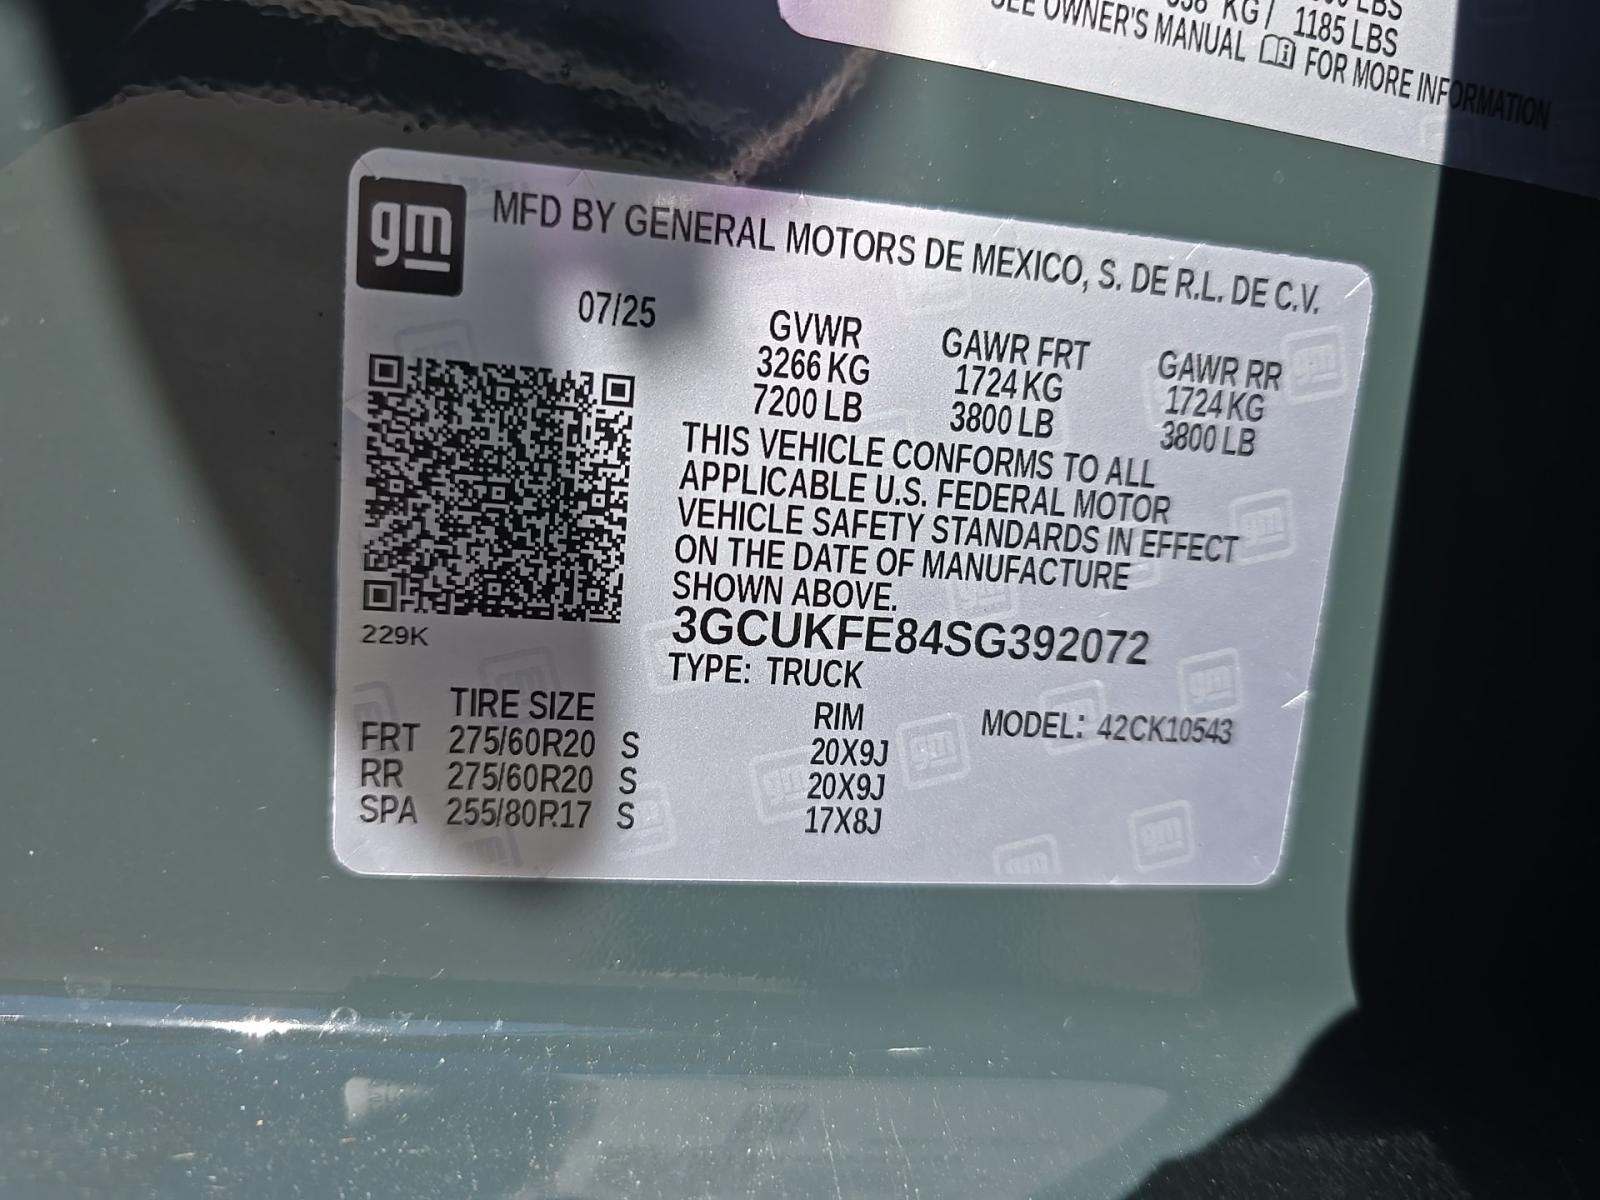 KG / 1185 LBS
SEE OWNER'S MANUAL FOR MORE INFORMATION
gm
MFD BY GENERAL MOTORS DE MEXICO, S. DE R.L. DE C.V.
07/25
GVWR GAWR FRT GAWR RR
3266 KG 1724 KG 1724 KG
7200 LB 3800 LB 3800 LB
THIS VEHICLE CONFORMS TO ALL
APPLICABLE U.S. FEDERAL MOTOR
VEHICLE SAFETY STANDARDS IN EFFECT
ON THE DATE OF MANUFACTURE
SHOWN ABOVE.
229K
3GCUKFE84SG392072
TYPE: TRUCK
TIRE SIZE RIM MODEL: 42CK10543
FRT 275/60R20 S 20X9J
RR 275/60R20 S 20X9J
SPA 255/80R17 S 17X8J